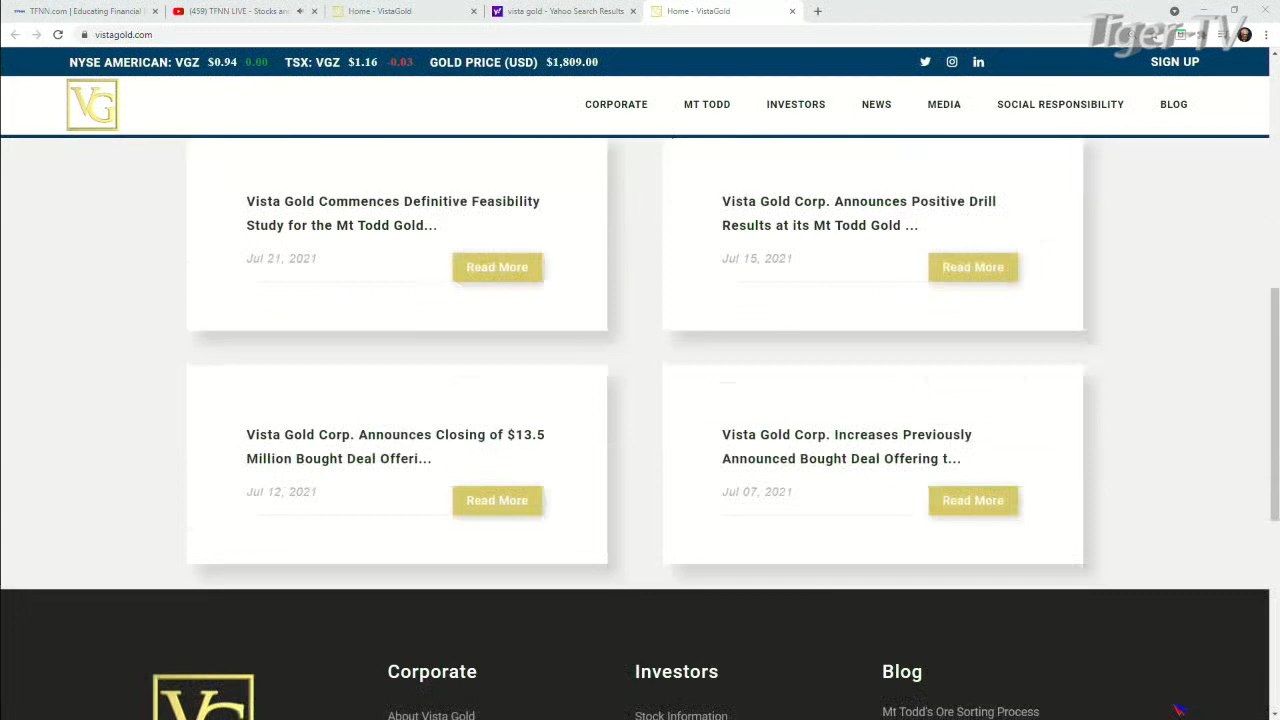 TFNN.com | Educating Financial I
(459) TFNN LIVE - Stocks an
Home - VistaGold
vista gold - Yahoo Search Results
Home - VistaGold
vistagold.com
Tiger TV
NYSE AMERICAN: VGZ $0.94 0.00 TSX: VGZ $1.16 -0.03 GOLD PRICE (USD) $1,809.00
SIGN UP
VG
CORPORATE MT TODD INVESTORS NEWS MEDIA SOCIAL RESPONSIBILITY BLOG
Vista Gold Commences Definitive Feasibility
Study for the Mt Todd Gold...
Jul 21, 2021
Read More
Vista Gold Corp. Announces Positive Drill
Results at its Mt Todd Gold ...
Jul 15, 2021
Read More
Vista Gold Corp. Announces Closing of $13.5
Million Bought Deal Offeri...
Jul 12, 2021
Read More
Vista Gold Corp. Increases Previously
Announced Bought Deal Offering t...
Jul 07, 2021
Read More
VG
Corporate
About Vista Gold
Investors
Stock Information
Blog
Mt Todd's Ore Sorting Process